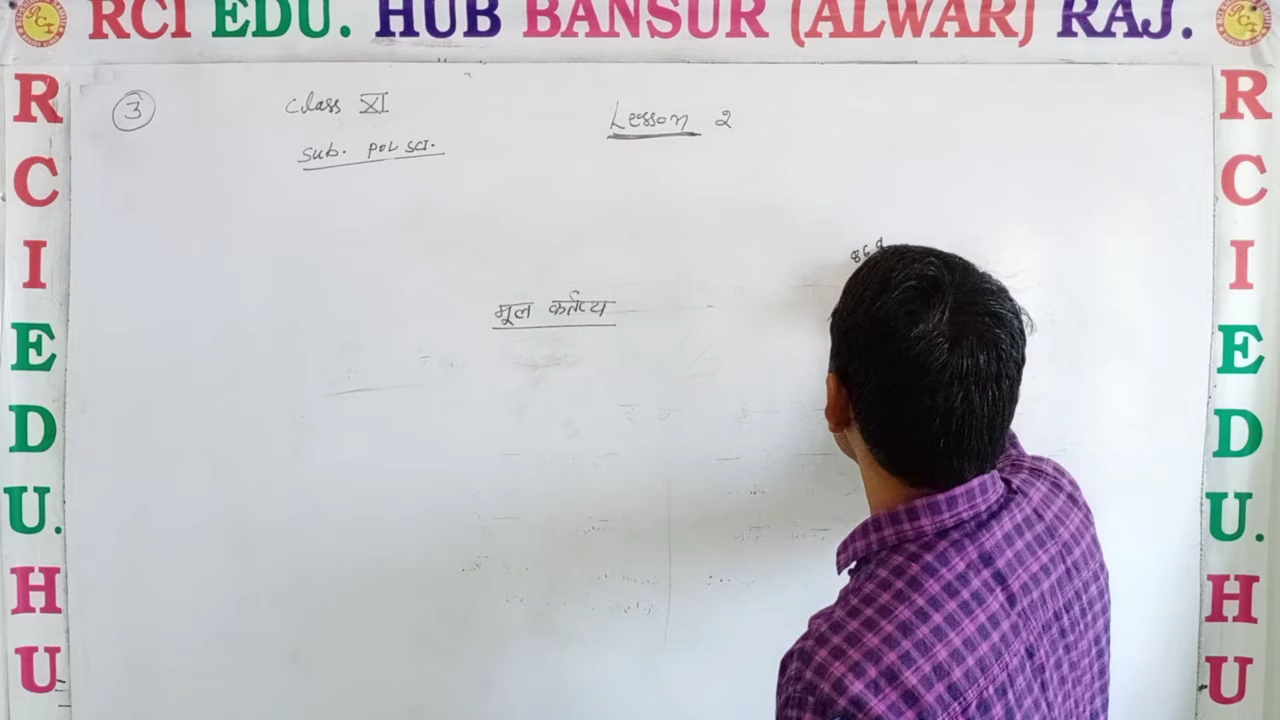 RCI EDU. HUB BANSUR (ALWAR) RAJ.
R
C
I
E
D
U.
H
U
3
Class XI
Sub. Pol Sci.
Lesson 2
मूल कर्तव्य
R
C
I
E
D
U.
H
U